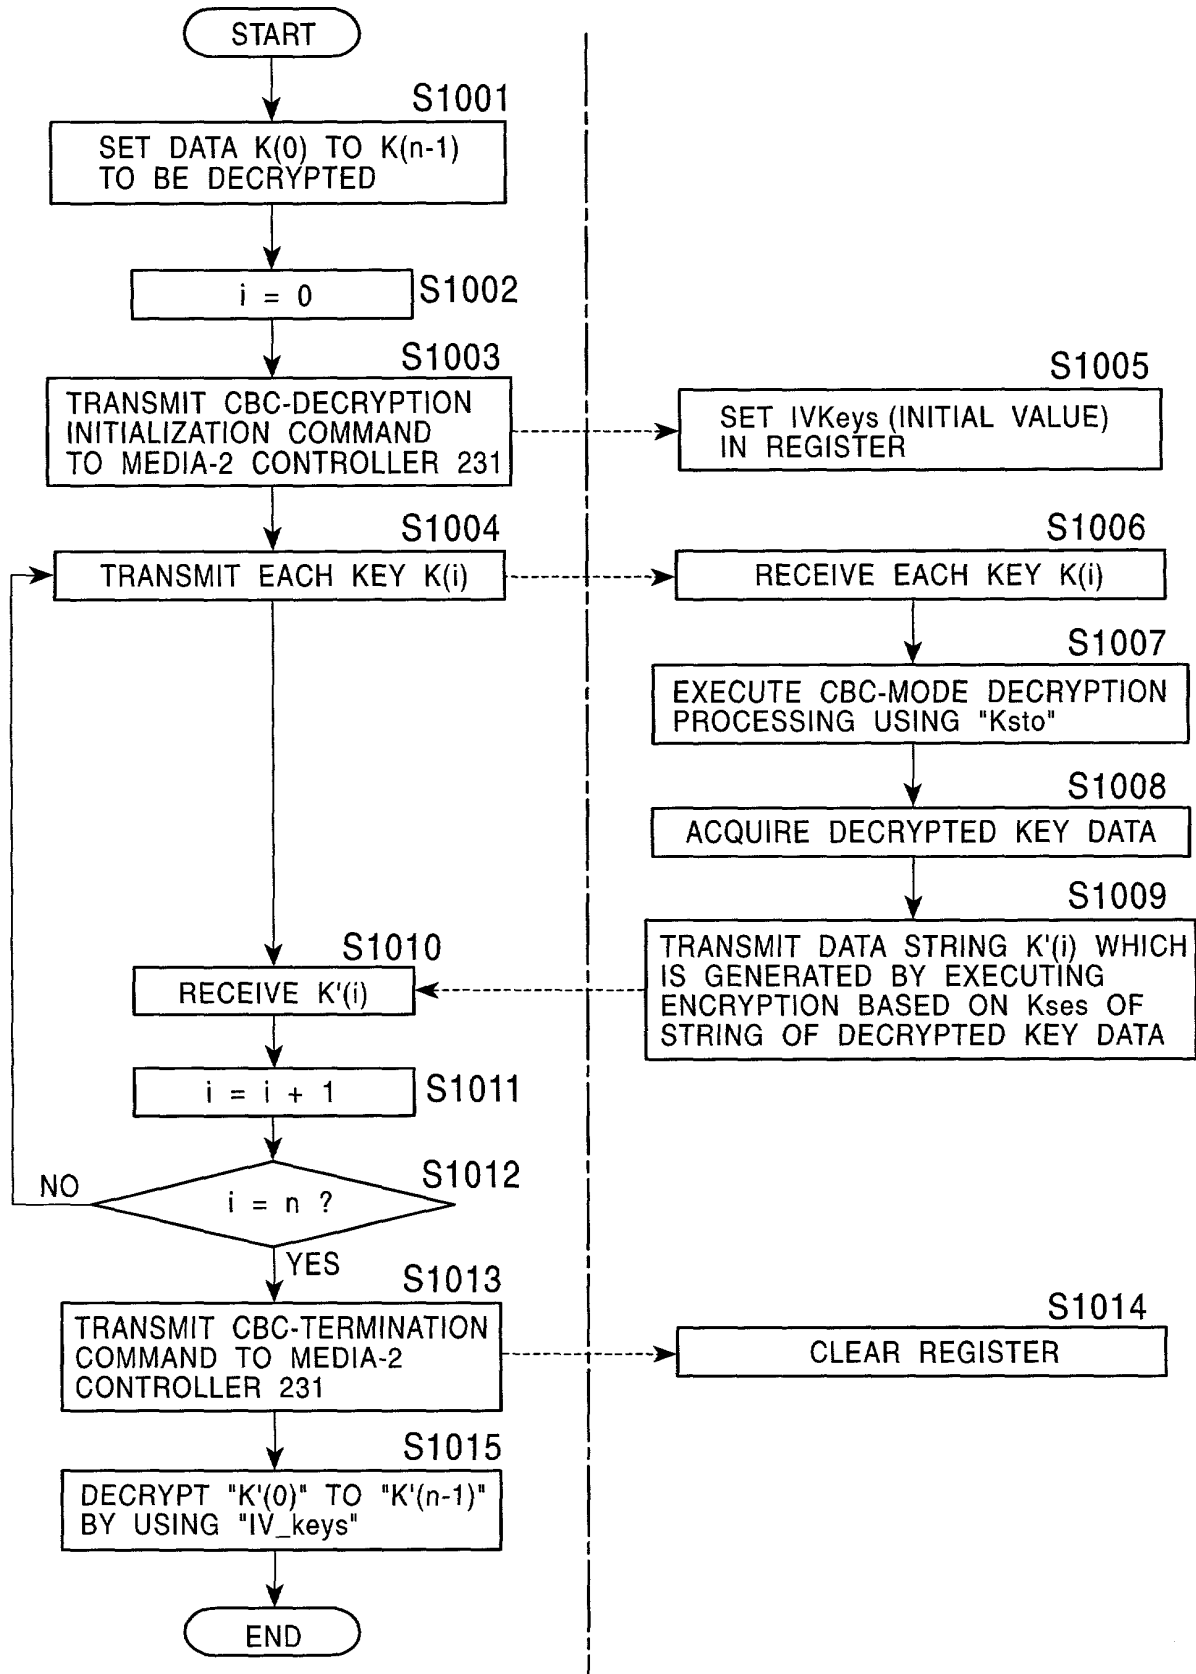 START
S1001
SET DATA K(0) TO K(n-1)
TO BE DECRYPTED
i = 0
S1002
S1003
TRANSMIT CBC-DECRYPTION
INITIALIZATION COMMAND
TO MEDIA-2 CONTROLLER 231
S1005
SET IVKeys (INITIAL VALUE)
IN REGISTER
S1004
TRANSMIT EACH KEY K(i)
S1006
RECEIVE EACH KEY K(i)
S1007
EXECUTE CBC-MODE DECRYPTION
PROCESSING USING "Ksto"
S1008
ACQUIRE DECRYPTED KEY DATA
S1009
TRANSMIT DATA STRING K'(i) WHICH
IS GENERATED BY EXECUTING
ENCRYPTION BASED ON Kses OF
STRING OF DECRYPTED KEY DATA
S1010
RECEIVE K'(i)
i = i + 1
S1011
S1012
i = n ?
NO
YES
S1013
TRANSMIT CBC-TERMINATION
COMMAND TO MEDIA-2
CONTROLLER 231
S1014
CLEAR REGISTER
S1015
DECRYPT "K'(0)" TO "K'(n-1)"
BY USING "IV_keys"
END